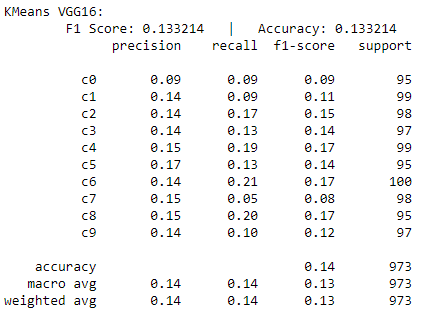 KMeans VGG16:
F1 Score: 0.133214 | Accuracy: 0.133214
precision recall f1-score support
c0 0.09 0.09 0.09 95
c1 0.14 0.09 0.11 99
c2 0.14 0.17 0.15 98
c3 0.14 0.13 0.14 97
c4 0.15 0.19 0.17 99
c5 0.17 0.13 0.14 95
c6 0.14 0.21 0.17 100
c7 0.15 0.05 0.08 98
c8 0.15 0.20 0.17 95
c9 0.14 0.10 0.12 97
accuracy 0.14 973
macro avg 0.14 0.14 0.13 973
weighted avg 0.14 0.14 0.13 973